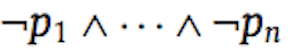 ¬p₁ ∧ ⋯ ∧ ¬pₙ